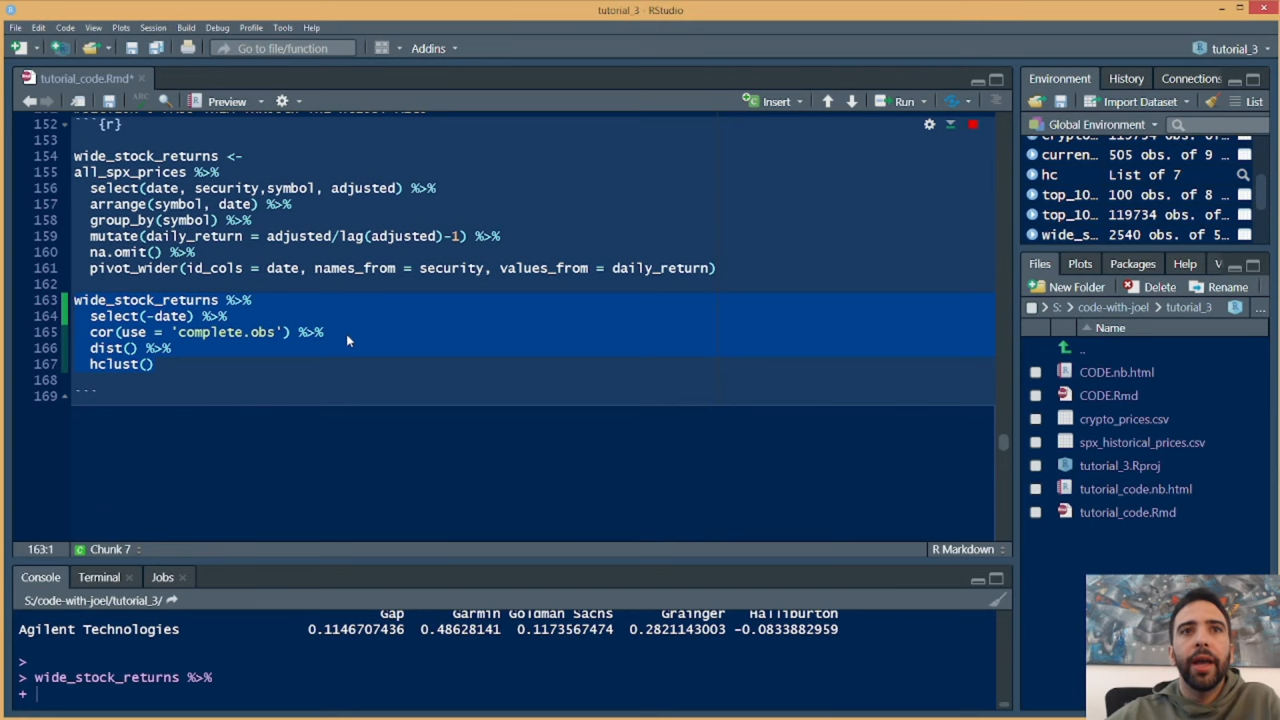 tutorial_3 - RStudio
File Edit Code View Plots Session Build Debug Profile Tools Help
Go to file/function Addins tutorial_3
tutorial_code.Rmd*
Preview Insert Run
152 ```{r}
153
154 wide_stock_returns <-
155 all_spx_prices %>%
156 select(date, security,symbol, adjusted) %>%
157 arrange(symbol, date) %>%
158 group_by(symbol) %>%
159 mutate(daily_return = adjusted/lag(adjusted)-1) %>%
160 na.omit() %>%
161 pivot_wider(id_cols = date, names_from = security, values_from = daily_return)
162
163 wide_stock_returns %>%
164 select(-date) %>%
165 cor(use = 'complete.obs') %>%
166 dist() %>%
167 hclust()
168
169 ```
163:1 Chunk 7 R Markdown
Console Terminal Jobs
S:/code-with-joel/tutorial_3/
Gap Garmin Goldman Sachs Grainger Halliburton
Agilent Technologies 0.1146707436 0.48628141 0.1173567474 0.2821143003 -0.0833882959
>
> wide_stock_returns %>%
+
Environment History Connections
Import Dataset List
Global Environment
crypto_… 119734 obs. of 6…
curren… 505 obs. of 9
hc List of 7
top_10… 100 obs. of 8
top_10… 119734 obs. of…
wide_s… 2540 obs. of 5…
Files Plots Packages Help V
New Folder Delete Rename
S: code-with-joel tutorial_3 ...
Name
..
CODE.nb.html
CODE.Rmd
crypto_prices.csv
spx_historical_prices.csv
tutorial_3.Rproj
tutorial_code.nb.html
tutorial_code.Rmd